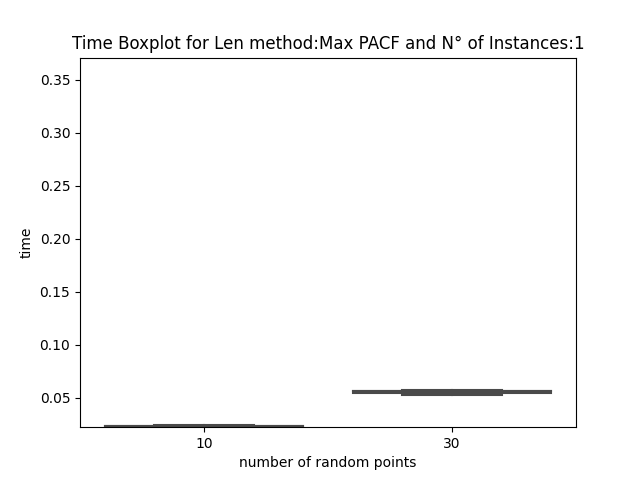 Time Boxplot for Len method:Max PACF and N° of Instances:1
0.35
0.30
0.25
0.20
0.15
0.10
0.05
time
10 30
number of random points